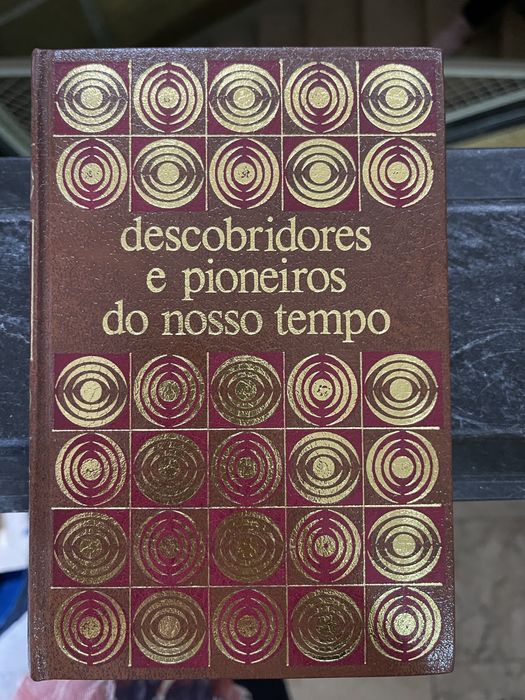 descobridores
e pioneiros
do nosso tempo